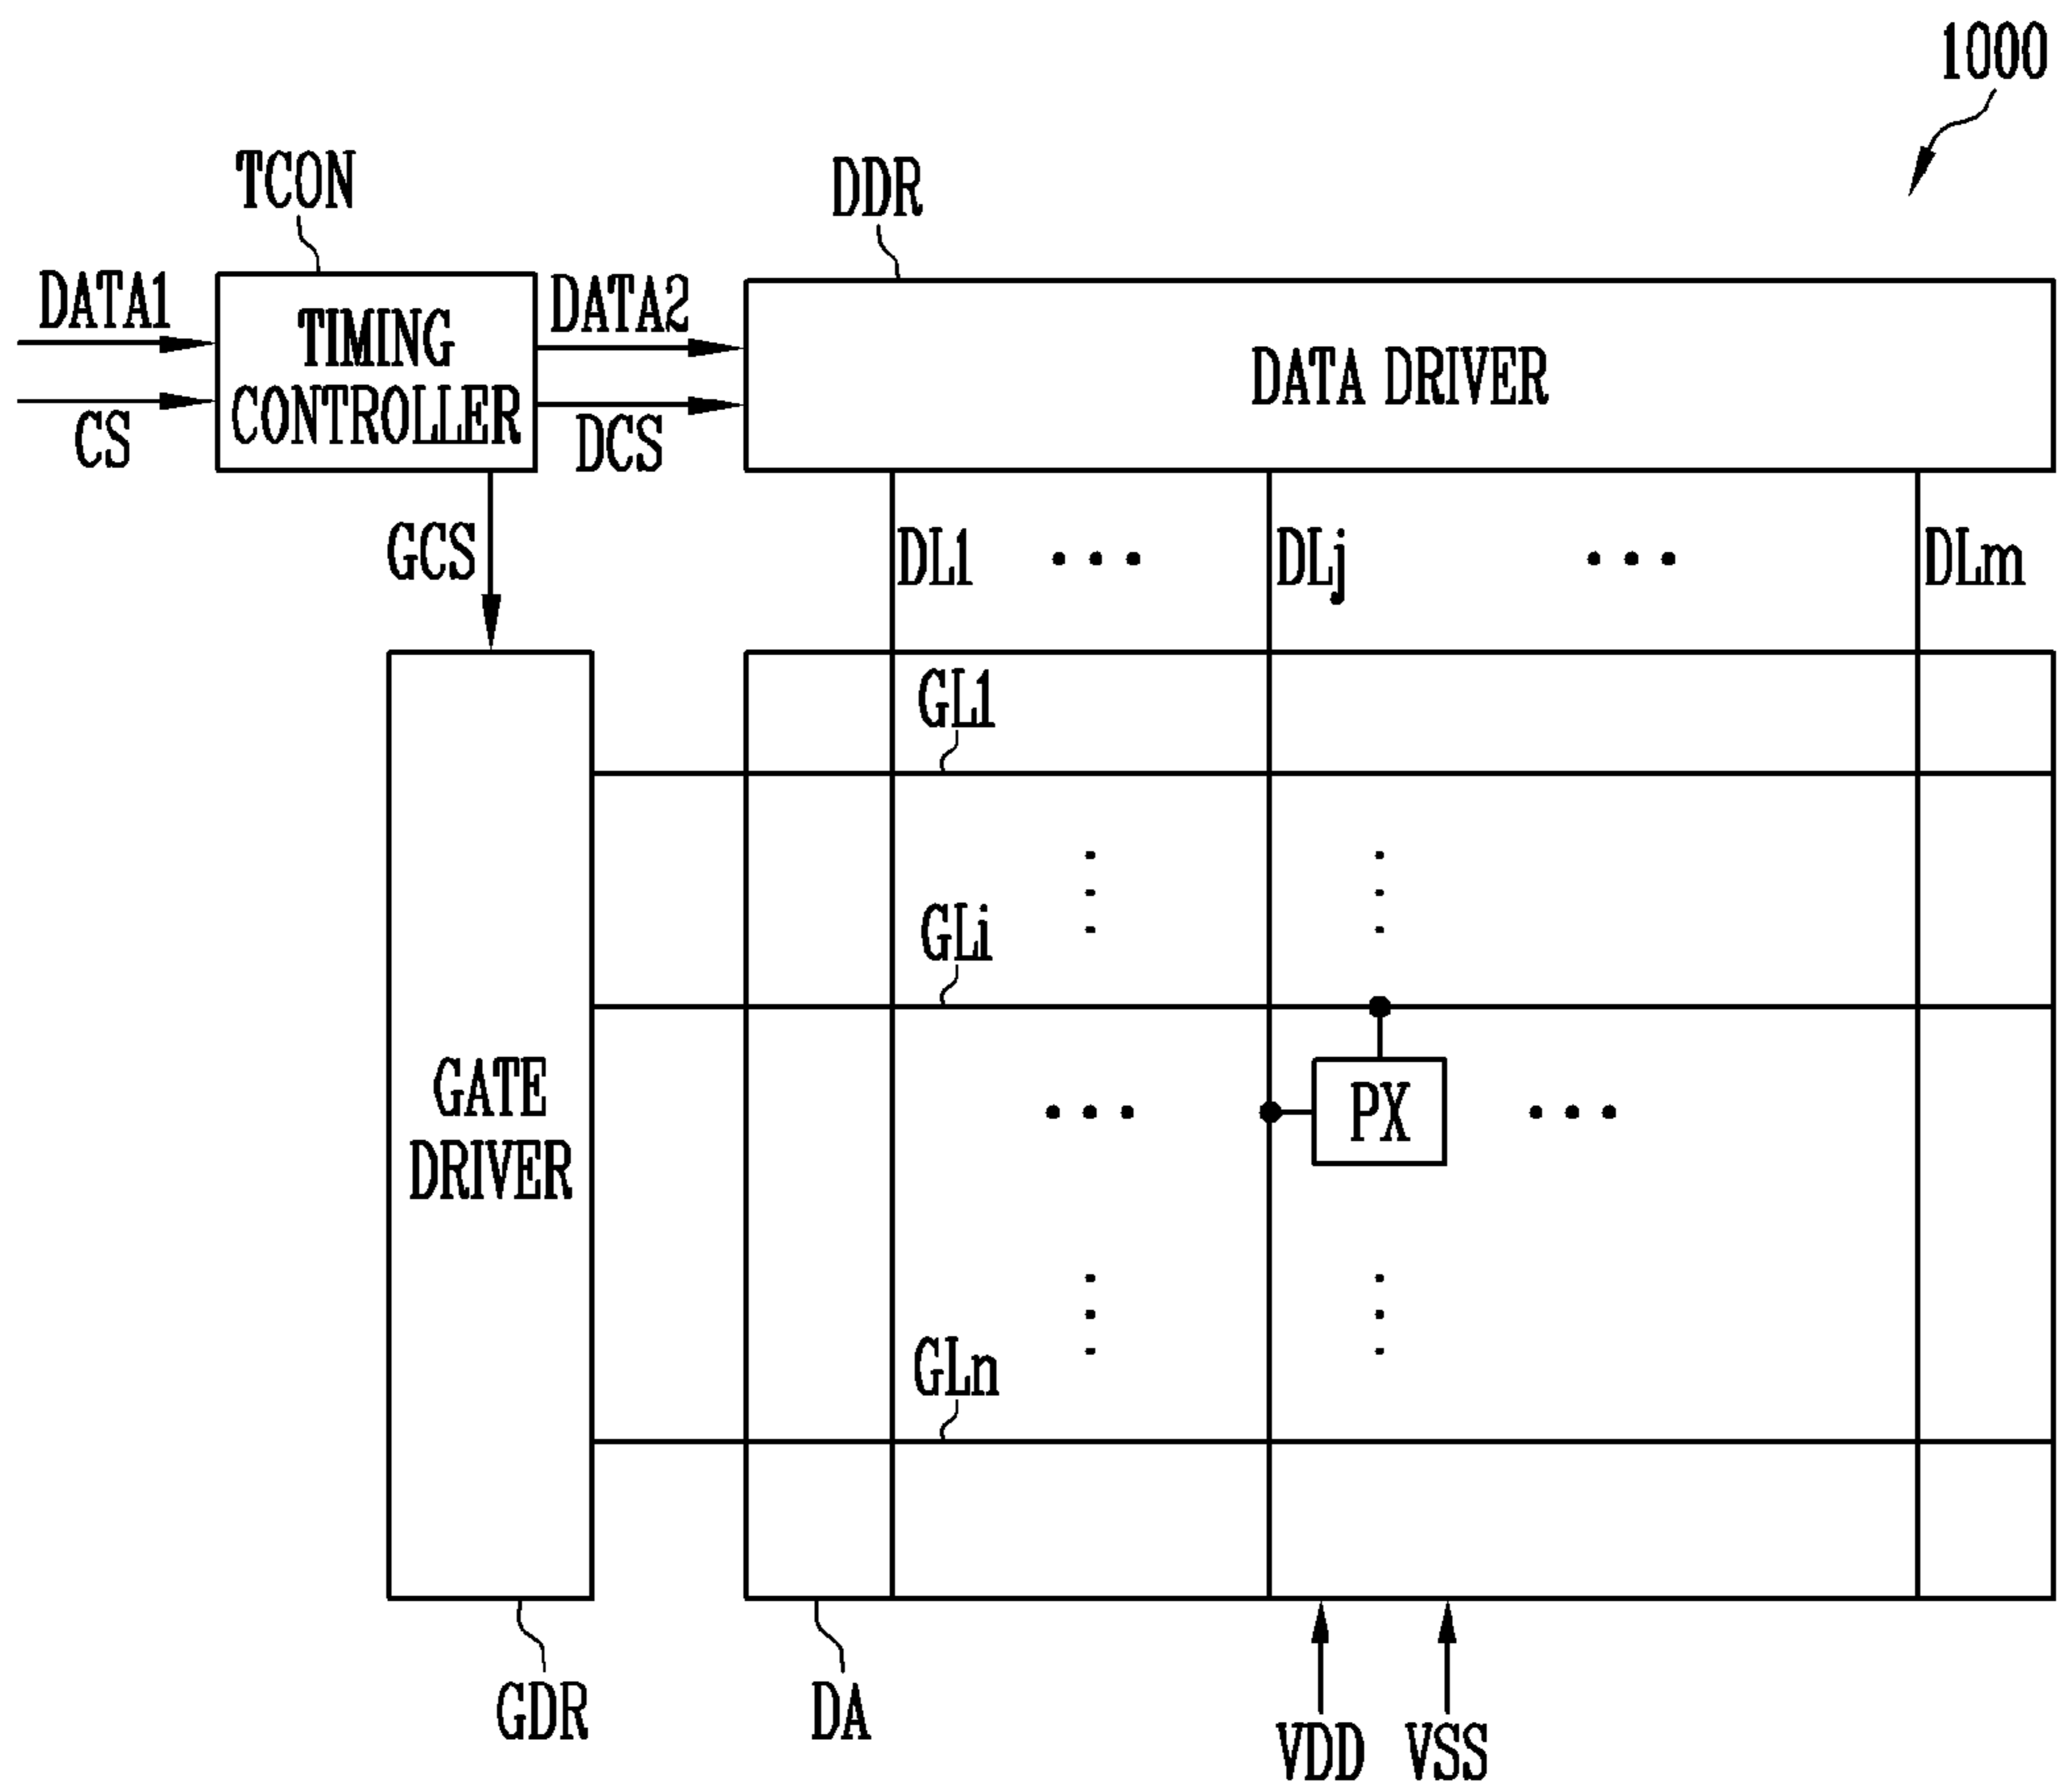 1000
TCON
DDR
DATA1
DATA2
TIMING
CONTROLLER
DATA DRIVER
CS
DCS
GCS
DL1
DLj
DLm
GL1
GLi
GATE
DRIVER
PX
GLn
GDR
DA
VDD
VSS